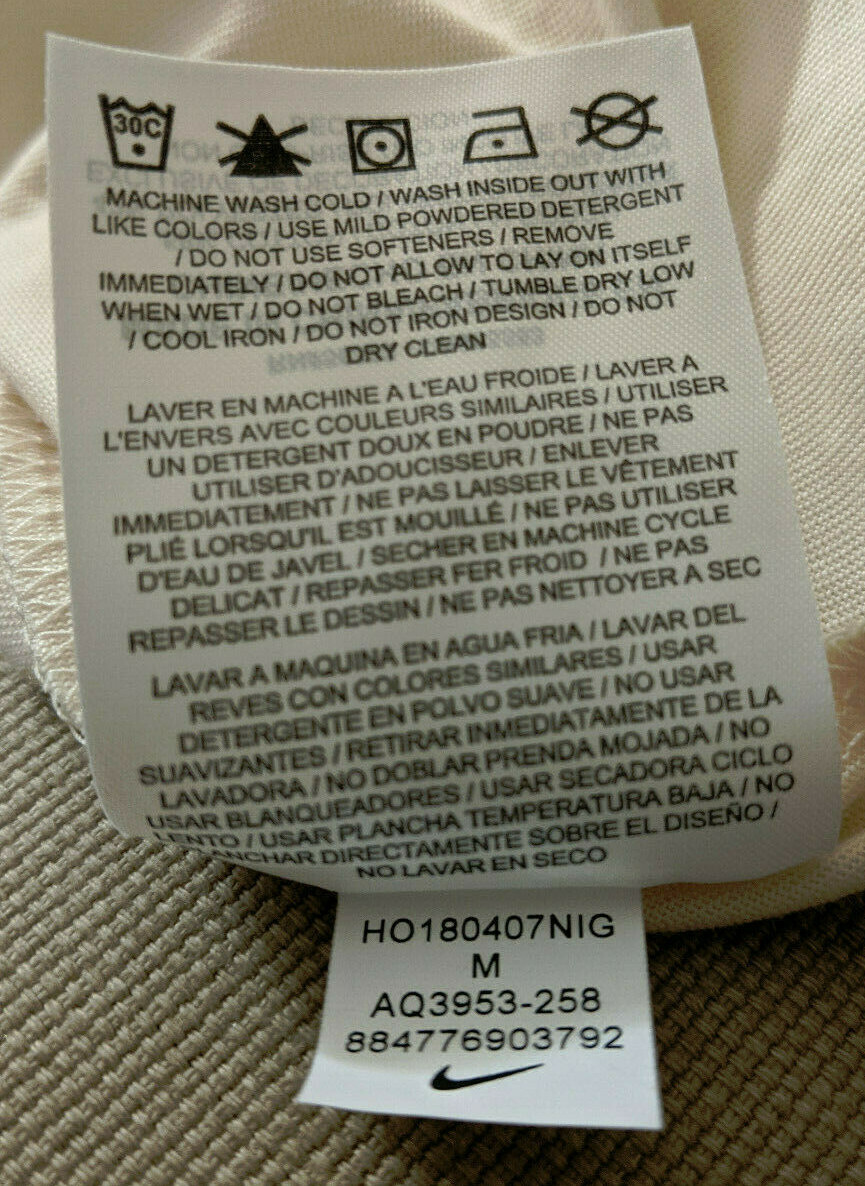 30C
MACHINE WASH COLD / WASH INSIDE OUT WITH
LIKE COLORS / USE MILD POWDERED DETERGENT
/ DO NOT USE SOFTENERS / REMOVE
IMMEDIATELY / DO NOT ALLOW TO LAY ON ITSELF
WHEN WET / DO NOT BLEACH / TUMBLE DRY LOW
/ COOL IRON / DO NOT IRON DESIGN / DO NOT
DRY CLEAN
LAVER EN MACHINE A L'EAU FROIDE / LAVER A
L'ENVERS AVEC COULEURS SIMILAIRES / UTILISER
UN DETERGENT DOUX EN POUDRE / NE PAS
UTILISER D'ADOUCISSEUR / ENLEVER
IMMEDIATEMENT / NE PAS LAISSER LE VÊTEMENT
PLIÉ LORSQU'IL EST MOUILLÉ / NE PAS UTILISER
D'EAU DE JAVEL / SECHER EN MACHINE CYCLE
DELICAT / REPASSER FER FROID / NE PAS
REPASSER LE DESSIN / NE PAS NETTOYER A SEC
LAVAR A MAQUINA EN AGUA FRIA / LAVAR DEL
REVES CON COLORES SIMILARES / USAR
DETERGENTE EN POLVO SUAVE / NO USAR
SUAVIZANTES / RETIRAR INMEDIATAMENTE DE LA
LAVADORA / NO DOBLAR PRENDA MOJADA / NO
USAR BLANQUEADORES / USAR SECADORA CICLO
LENTO / USAR PLANCHA TEMPERATURA BAJA / NO
PLANCHAR DIRECTAMENTE SOBRE EL DISEÑO /
NO LAVAR EN SECO
HO180407NIG
M
AQ3953-258
884776903792